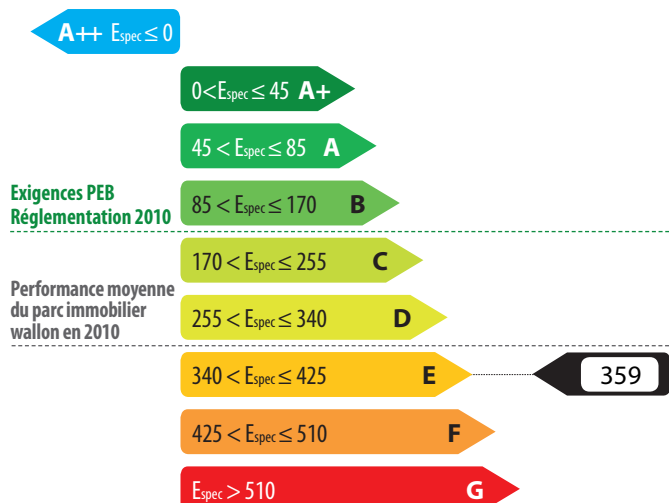 A++ Espec ≤ 0
0<Espec ≤ 45 A+
45 < Espec ≤ 85 A
Exigences PEB
Réglementation 2010
85 < Espec ≤ 170 B
170 < Espec ≤ 255 C
Performance moyenne
du parc immobilier
wallon en 2010
255 < Espec ≤ 340 D
340 < Espec ≤ 425 E
359
425 < Espec ≤ 510 F
Espec > 510 G